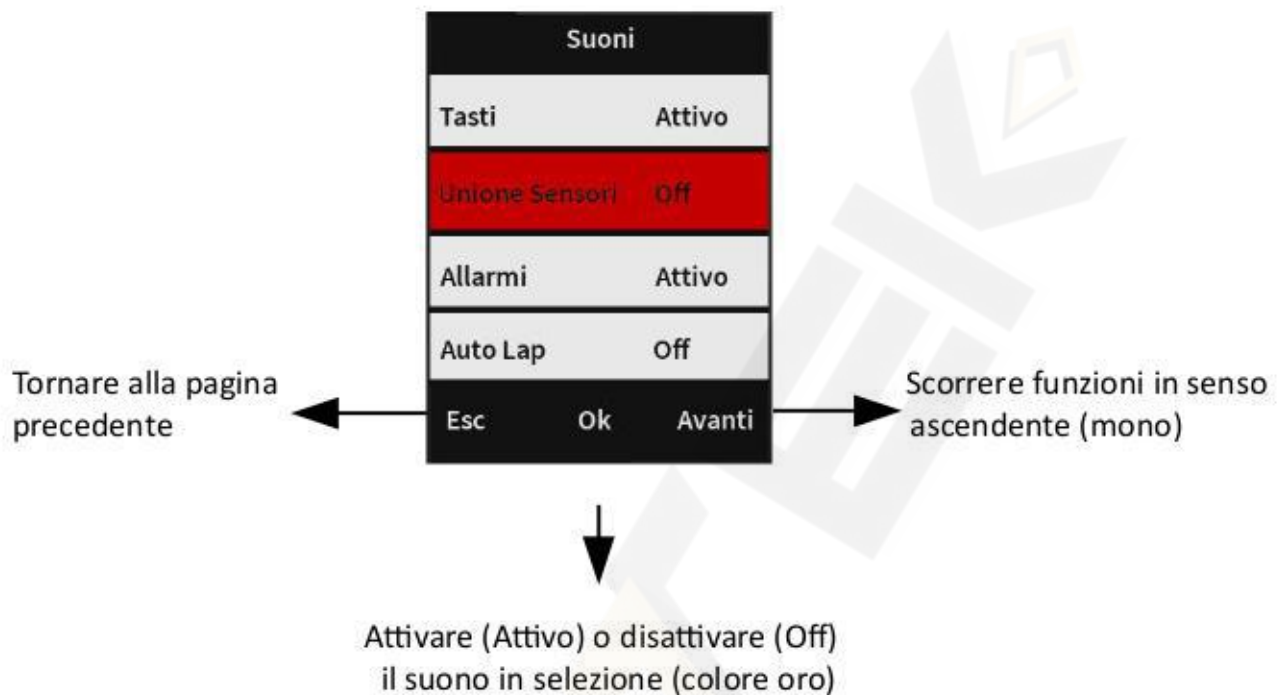 Suoni
Tasti Attivo
Unione Sensori Off
Allarmi Attivo
Auto Lap Off
Esc Ok Avanti
Tornare alla pagina
precedente
Scorrere funzioni in senso
ascendente (mono)
Attivare (Attivo) o disattivare (Off)
il suono in selezione (colore oro)